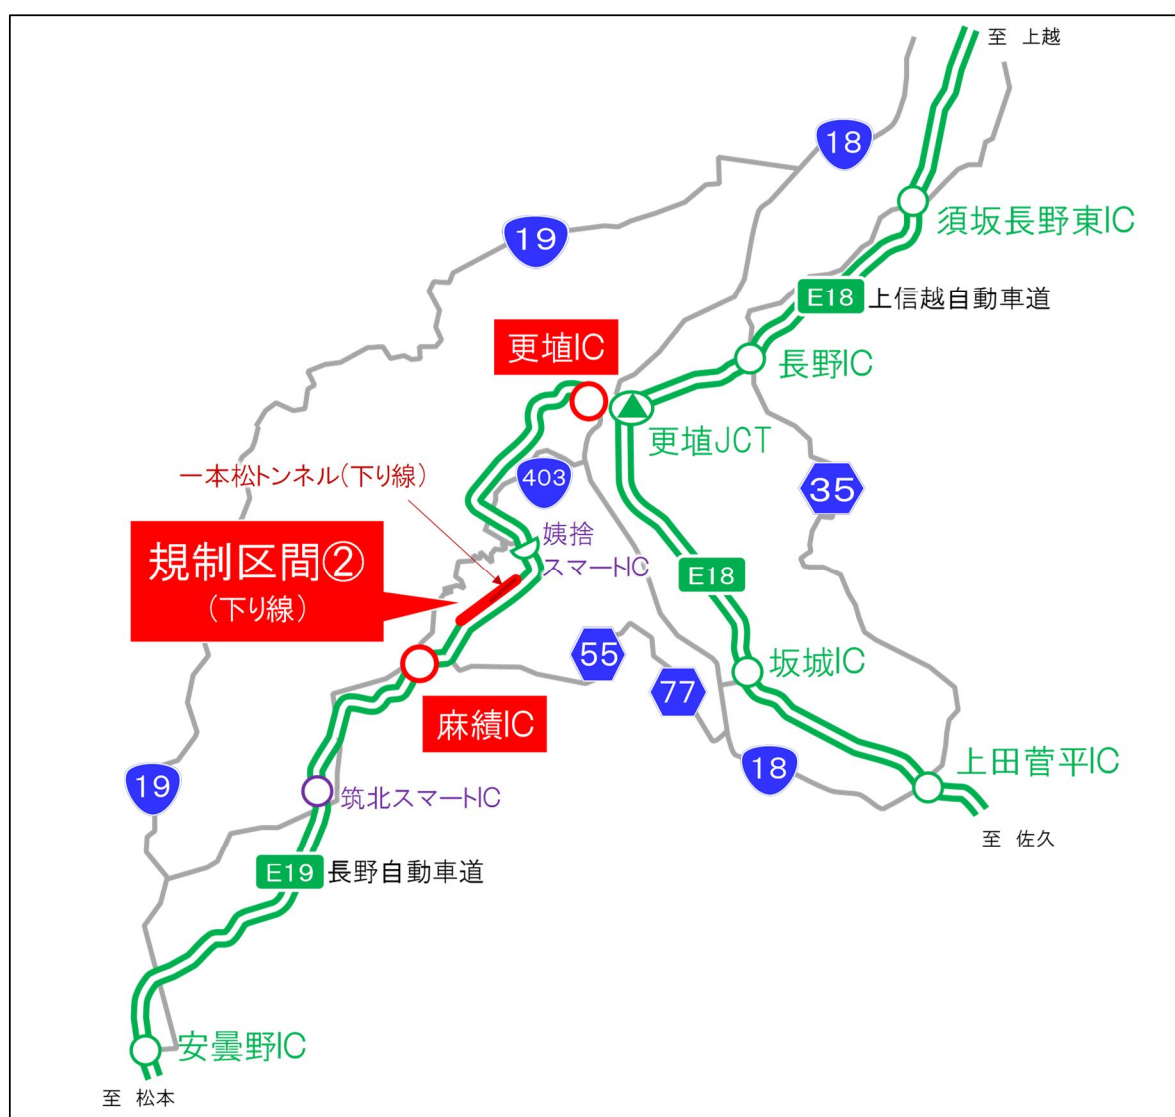 至 上越
18
須坂長野東IC
19
E18 上信越自動車道
更埴IC
長野IC
更埴JCT
一本松トンネル(下り線)
403
35
姨捨
スマートIC
規制区間②
(下り線)
E18
55
坂城IC
77
麻績IC
18
上田菅平IC
19
筑北スマートIC
至 佐久
E19 長野自動車道
安曇野IC
至 松本